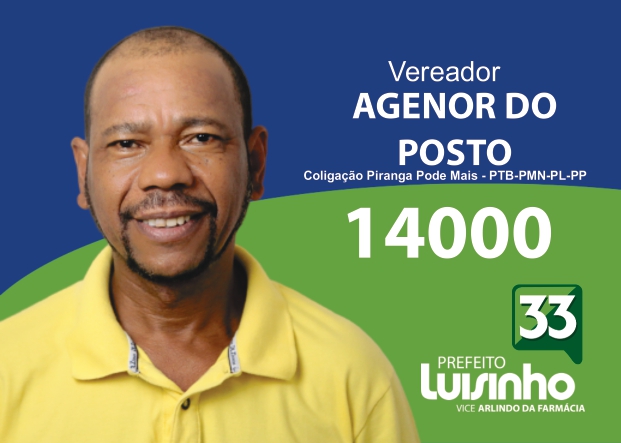 Vereador
AGENOR DO
POSTO
Coligação Piranga Pode Mais - PTB-PMN-PL-PP
14000
33
PREFEITO
Luisinho
VICE ARLINDO DA FARMÁCIA